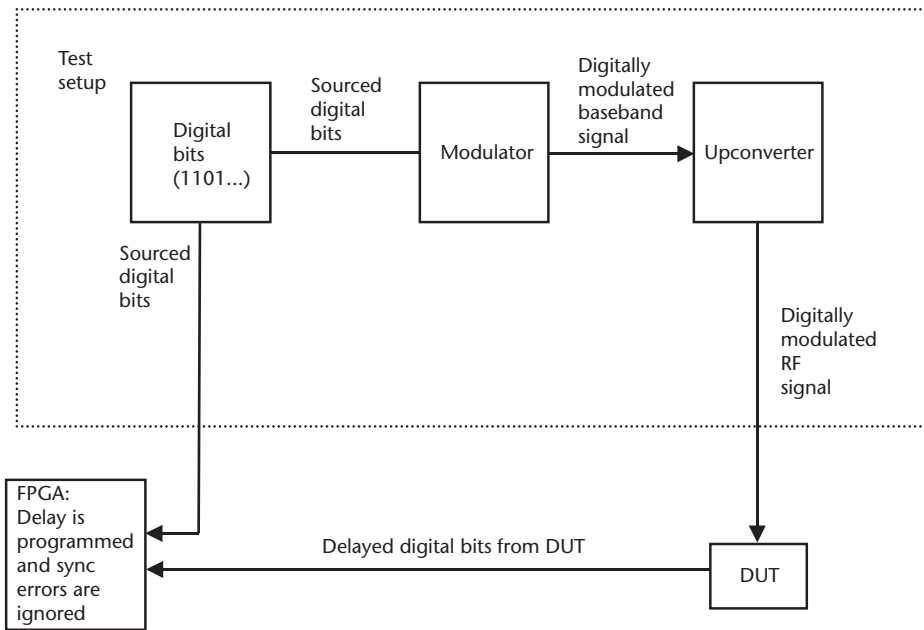 Test
setup
Digital
bits
(1101...)
Sourced
digital
bits
Modulator
Digitally
modulated
baseband
signal
Upconverter
Sourced
digital
bits
Digitally
modulated
RF
signal
FPGA:
Delay is
programmed
and sync
errors are
ignored
Delayed digital bits from DUT
DUT